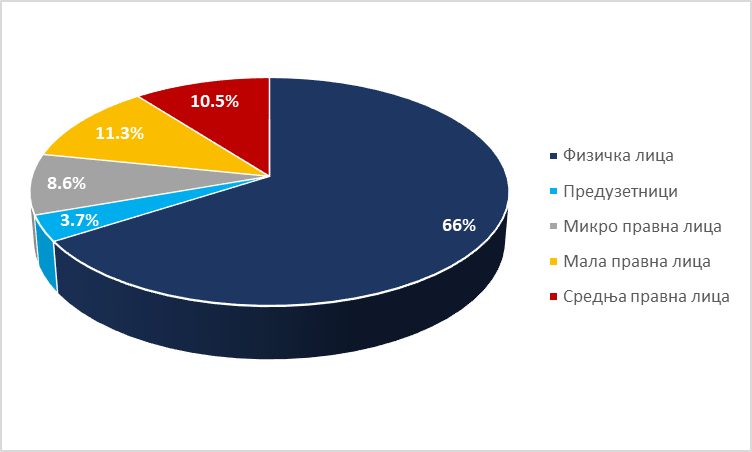 10.5%
11.3%
8.6%
3.7%
66%
Физичка лица
Предузетници
Микро правна лица
Мала правна лица
Средња правна лица